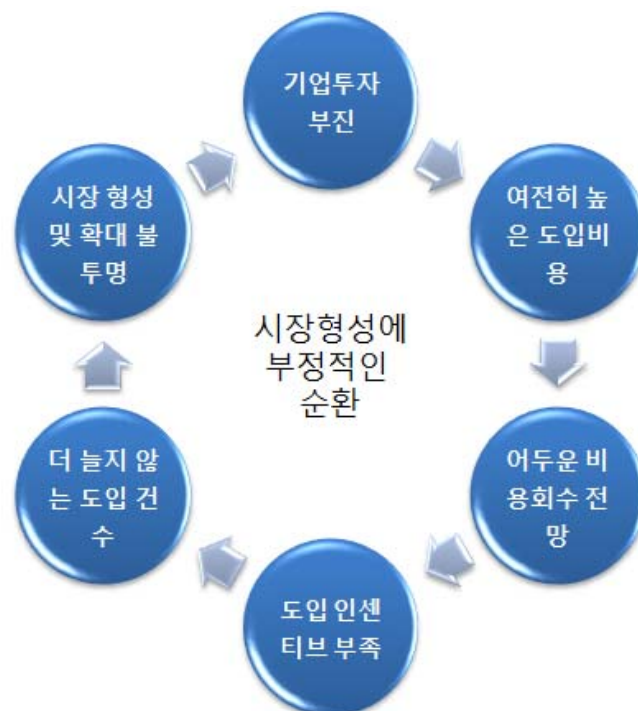 기업투자
부진
여전히 높
은 도입비
용
어두운 비
용회수 전
망
도입 인센
티브 부족
더 늘지 않
는 도입 건
수
시장 형성
및 확대 불
투명
시장형성에
부정적인
순환